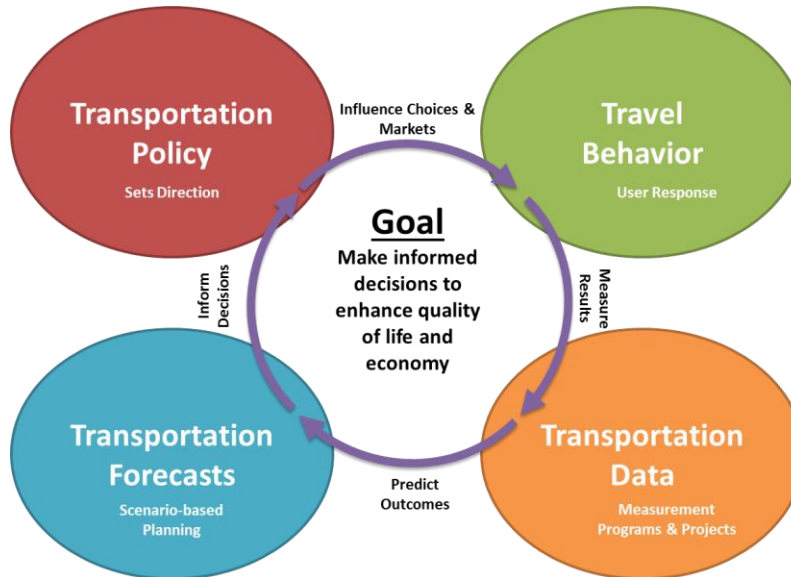 Transportation
Policy
Sets Direction
Influence Choices &
Markets
Travel
Behavior
User Response
Goal
Make informed
decisions to
enhance quality
of life and
economy
Inform
Decisions
Measure
Results
Transportation
Forecasts
Scenario-based
Planning
Predict
Outcomes
Transportation
Data
Measurement
Programs & Projects